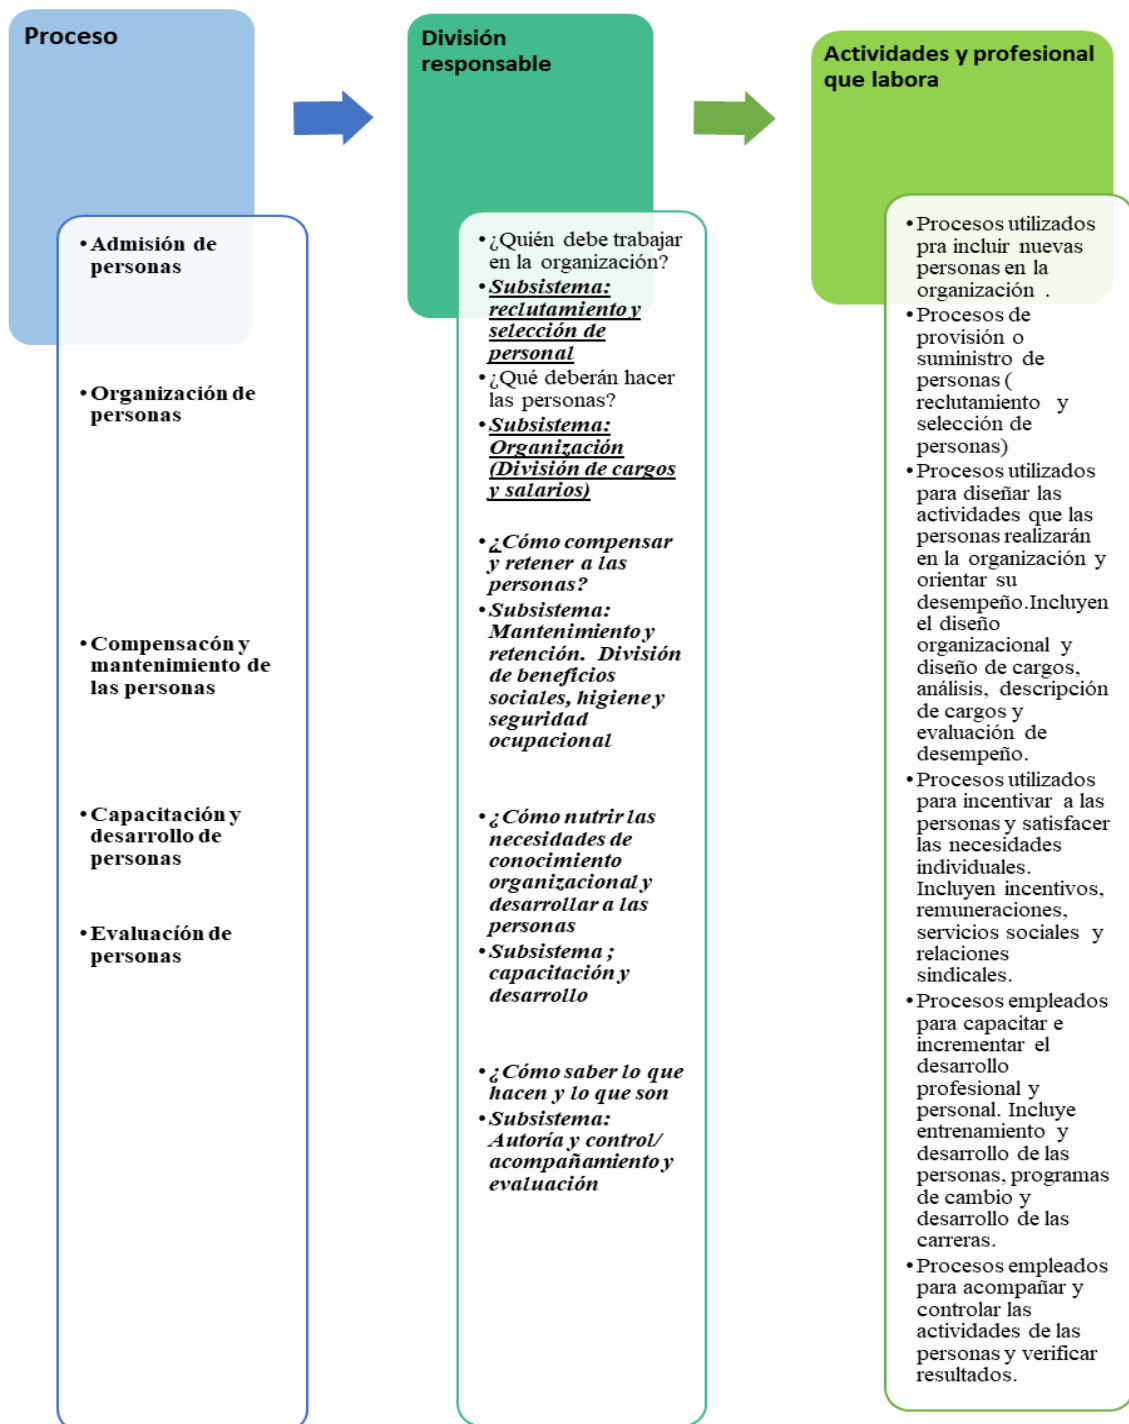 Proceso
• Admisión de
personas
• Organización de
personas
• Compensacón y
mantenimiento de
las personas
• Capacitación y
desarrollo de
personas
• Evaluacíón de
personas
División
responsable
• ¿Quién debe trabajar
en la organización?
• Subsistema:
reclutamiento y
selección de
personal
• ¿Qué deberán hacer
las personas?
• Subsistema:
Organización
(División de cargos
y salarios)
• ¿Cómo compensar
y retener a las
personas?
• Subsistema:
Mantenimiento y
retención. División
de beneficios
sociales, higiene y
seguridad
ocupacional
• ¿Cómo nutrir las
necesidades de
conocimiento
organizacional y
desarrollar a las
personas
• Subsistema ;
capacitación y
desarrollo
• ¿Cómo saber lo que
hacen y lo que son
• Subsistema:
Autoría y control/
acompañamiento y
evaluación
Actividades y profesional
que labora
• Procesos utilizados
pra incluir nuevas
personas en la
organización .
• Procesos de
provisión o
suministro de
personas (
reclutamiento y
selección de
personas)
• Procesos utilizados
para diseñar las
actividades que las
personas realizarán
en la organización y
orientar su
desempeño.Incluyen
el diseño
organizacional y
diseño de cargos,
análisis, descripción
de cargos y
evaluación de
desempeño.
• Procesos utilizados
para incentivar a las
personas y satisfacer
las necesidades
individuales.
Incluyen incentivos,
remuneraciones,
servicios sociales y
relaciones
sindicales.
• Procesos empleados
para capacitar e
incrementar el
desarrollo
profesional y
personal. Incluye
entrenamiento y
desarrollo de las
personas, programas
de cambio y
desarrollo de las
carreras.
• Procesos empleados
para acompañar y
controlar las
actividades de las
personas y verificar
resultados.